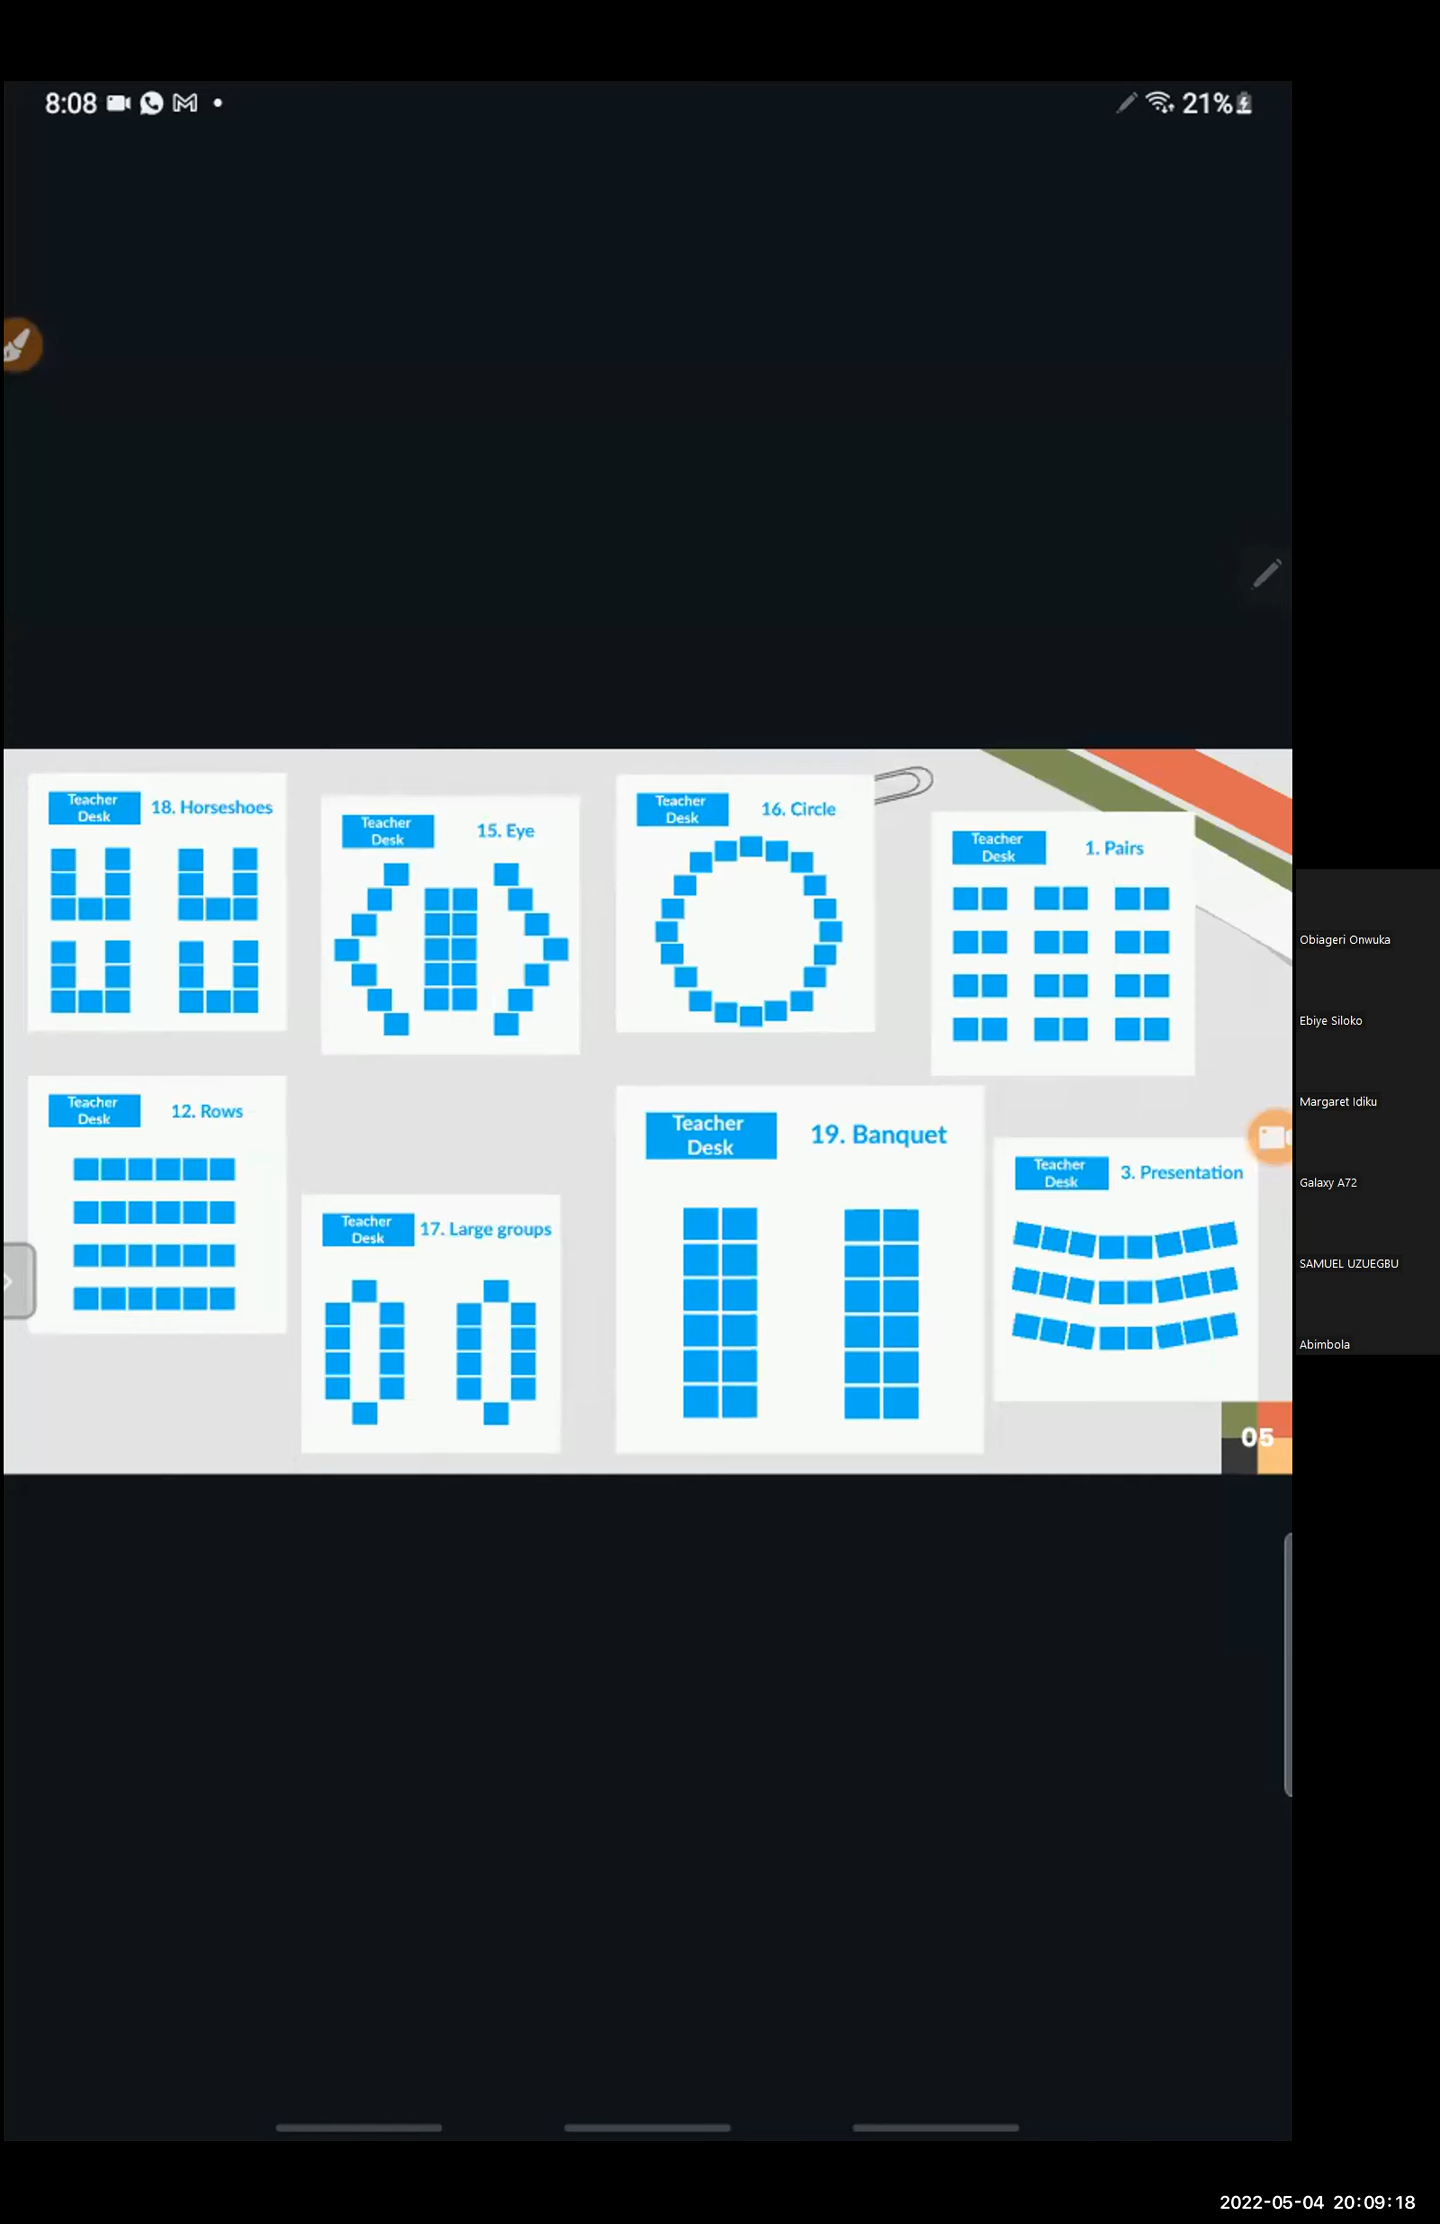 8:08
21%
Teacher
Desk
18. Horseshoes
Teacher
Desk
15. Eye
Teacher
Desk
16. Circle
Teacher
Desk
1. Pairs
Teacher
Desk
12. Rows
Teacher
Desk
17. Large groups
Teacher
Desk
19. Banquet
Teacher
Desk
3. Presentation
05
Obiageri Onwuka
Ebiye Siloko
Margaret Idiku
Galaxy A72
SAMUEL UZUEGBU
Abimbola
2022-05-04 20:09:18